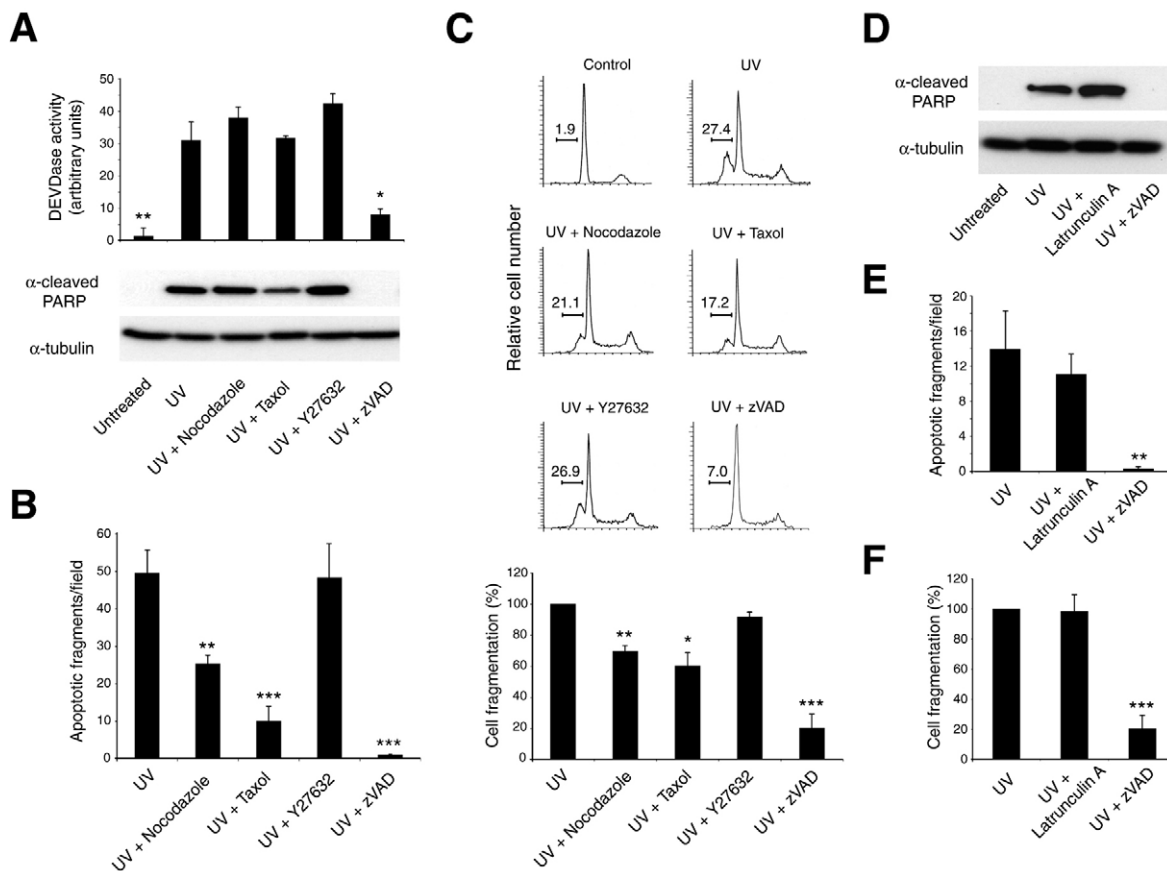 A
DEVDase activity
(artbitrary units)
50
40
30
20
10
0
**
*
α-cleaved
PARP
α-tubulin
Untreated
UV
UV + Nocodazole
UV + Taxol
UV + Y27632
UV + zVAD
B
Apoptotic fragments/field
60
50
40
30
20
10
0
**
***
***
UV
UV + Nocodazole
UV + Taxol
UV + Y27632
UV + zVAD
C
Relative cell number
Control
1.9
UV
27.4
UV + Nocodazole
21.1
UV + Taxol
17.2
UV + Y27632
26.9
UV + zVAD
7.0
Cell fragmentation (%)
120
100
80
60
40
20
0
**
*
***
UV
UV + Nocodazole
UV + Taxol
UV + Y27632
UV + zVAD
D
α-cleaved
PARP
α-tubulin
Untreated
UV
UV +
Latrunculin A
UV + zVAD
E
Apoptotic fragments/field
20
16
12
8
4
0
**
UV
UV +
Latrunculin A
UV + zVAD
F
Cell fragmentation (%)
120
100
80
60
40
20
0
***
UV
UV +
Latrunculin A
UV + zVAD